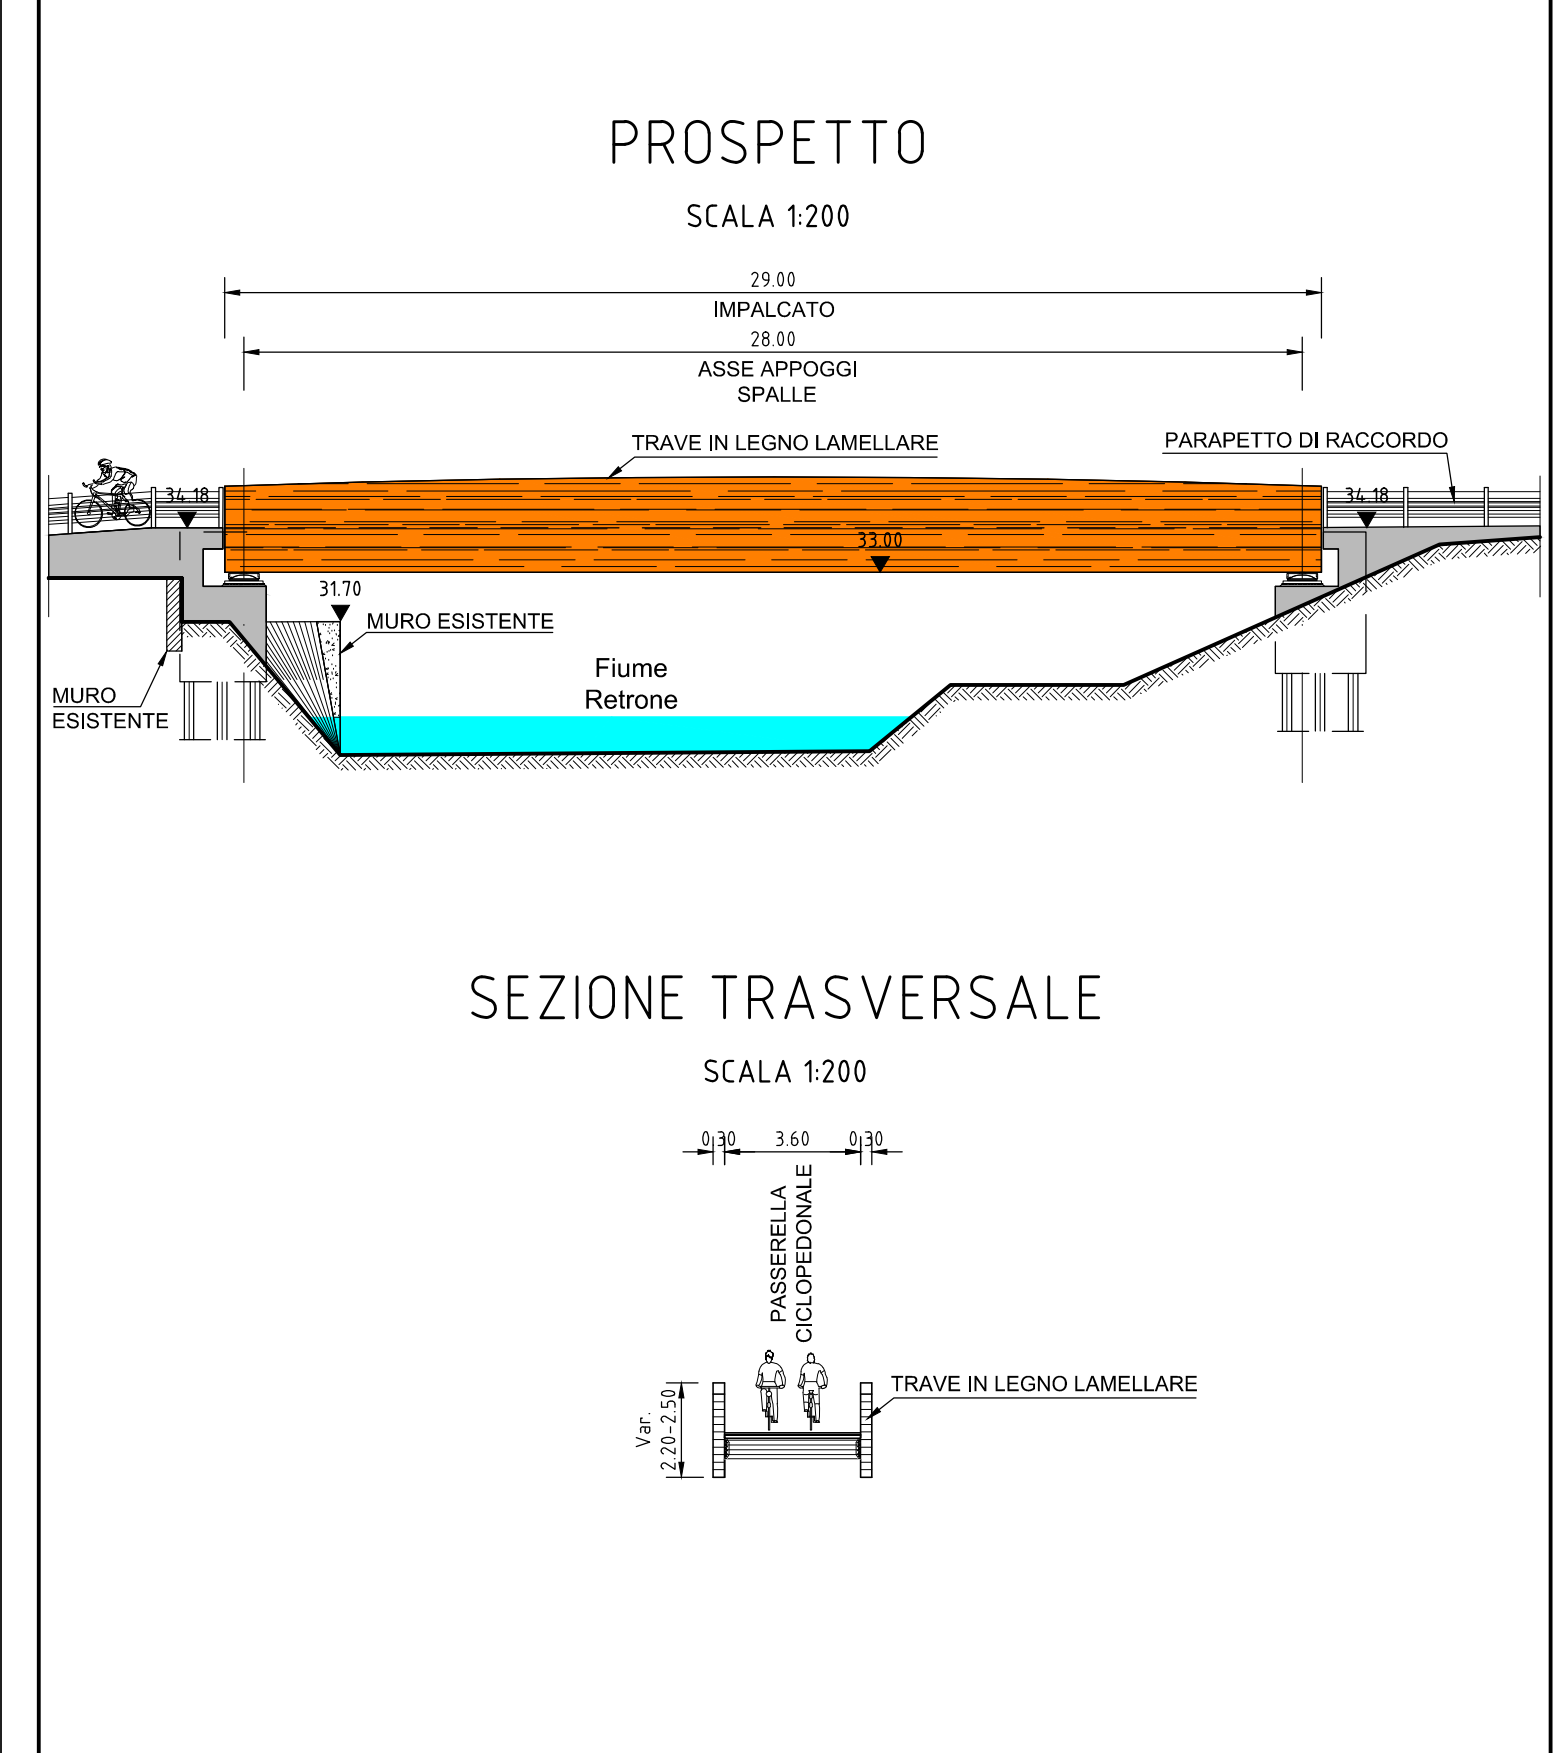 PROSPETTO
SCALA 1:200
29.00
IMPALCATO
28.00
ASSE APPOGGI
SPALLE
TRAVE IN LEGNO LAMELLARE
PARAPETTO DI RACCORDO
34.18
34.18
33.00
31.70
MURO ESISTENTE
Fiume
Retrone
MURO
ESISTENTE
SEZIONE TRASVERSALE
SCALA 1:200
0.30
3.60
0.30
PASSERELLA
CICLOPEDONALE
TRAVE IN LEGNO LAMELLARE
Var.
2.20-2.50